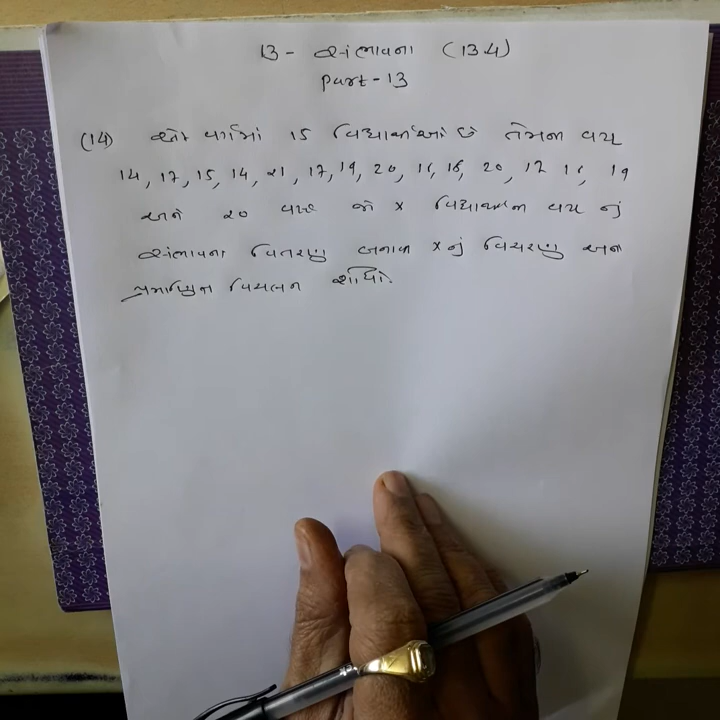 13 - સંભાવના (13.4)
Part - 13
(14) એક વર્ગમાં 15 વિદ્યાર્થીઓ છે તેમના વય
14, 17, 15, 14, 21, 17, 19, 20, 16, 18, 20, 17 16, 19
અને ૨૦ વર્ષ જો x વિદ્યાર્થીના વય નું
સંભાવના વિતરણ બનાવો x નું વિચરણ અને
પ્રમાણિત વિચલન શોધો.